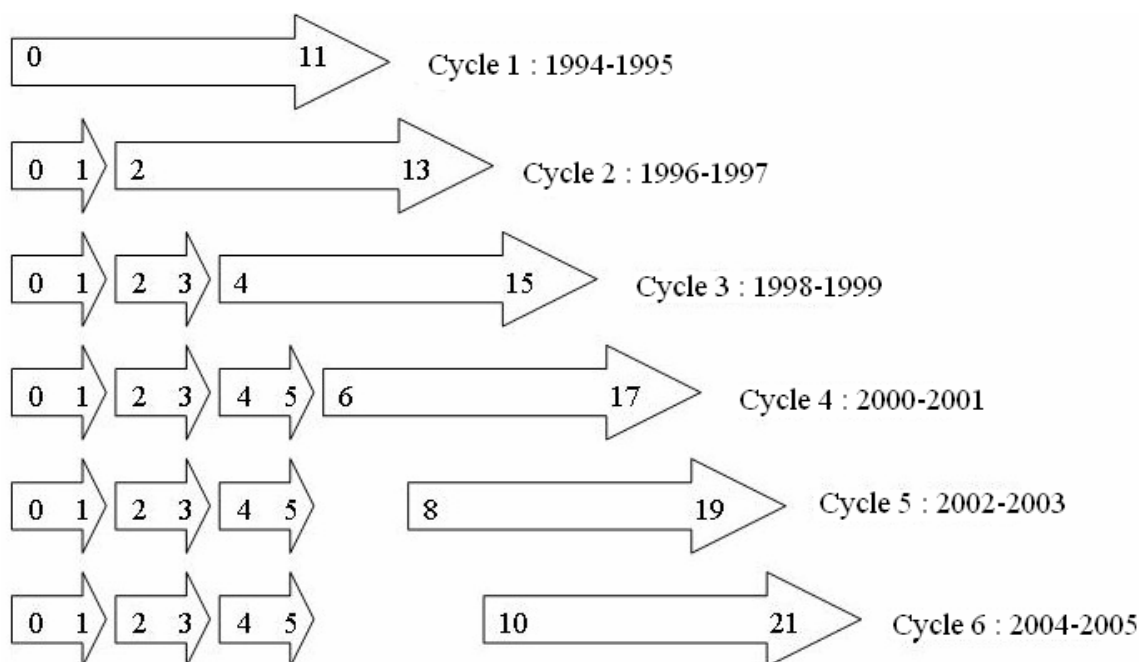 0 11 Cycle 1 : 1994-1995
0 1 2 13 Cycle 2 : 1996-1997
0 1 2 3 4 15 Cycle 3 : 1998-1999
0 1 2 3 4 5 6 17 Cycle 4 : 2000-2001
0 1 2 3 4 5 8 19 Cycle 5 : 2002-2003
0 1 2 3 4 5 10 21 Cycle 6 : 2004-2005